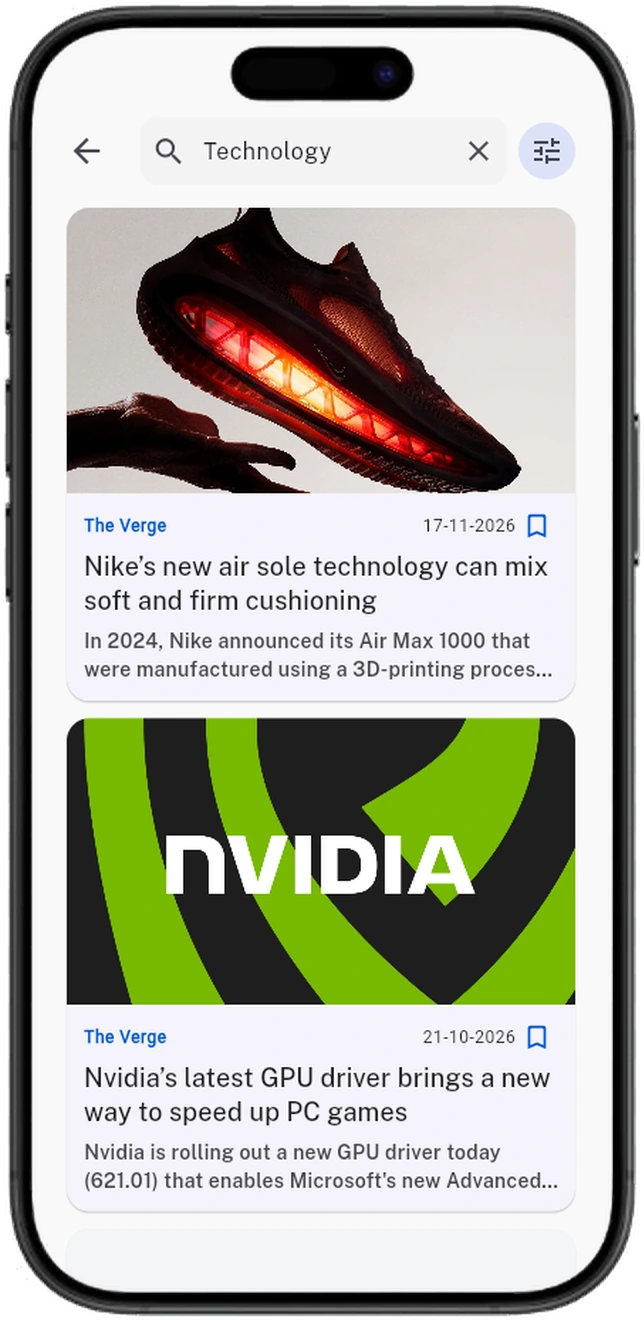 Technology
The Verge 17-11-2026
Nike’s new air sole technology can mix
soft and firm cushioning
In 2024, Nike announced its Air Max 1000 that
were manufactured using a 3D-printing proces...
NVIDIA
The Verge 21-10-2026
Nvidia’s latest GPU driver brings a new
way to speed up PC games
Nvidia is rolling out a new GPU driver today
(621.01) that enables Microsoft's new Advanced...